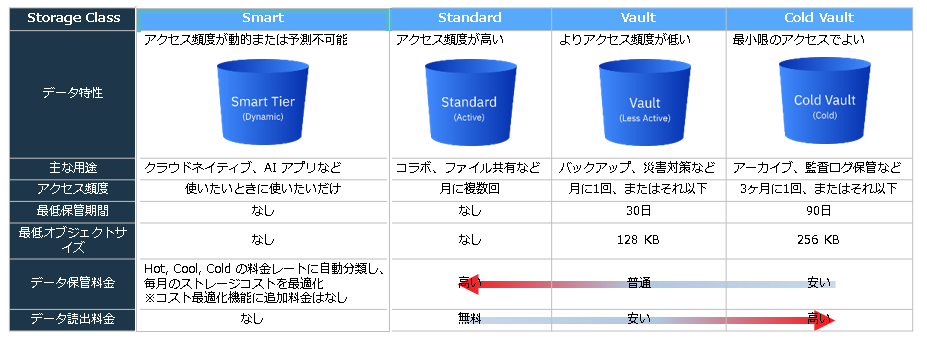 Storage Class Smart Standard Vault Cold Vault
データ特性
アクセス頻度が動的または予測不可能
アクセス頻度が高い
よりアクセス頻度が低い
最小限のアクセスでよい
Smart Tier
(Dynamic)
Standard
(Active)
Vault
(Less Active)
Cold Vault
(Cold)
主な用途 クラウドネイティブ、AI アプリなど コラボ、ファイル共有など バックアップ、災害対策など アーカイブ、監査ログ保管など
アクセス頻度 使いたいときに使いたいだけ 月に複数回 月に1回、またはそれ以下 3ヶ月に1回、またはそれ以下
最低保管期間 なし なし 30日 90日
最低オブジェクトサ
イズ
なし なし 128 KB 256 KB
データ保管料金
Hot, Cool, Cold の料金レートに自動分類し、
毎月のストレージコストを最適化
※コスト最適化機能に追加料金はなし
高い 普通 安い
データ読出料金 なし 無料 安い 高い